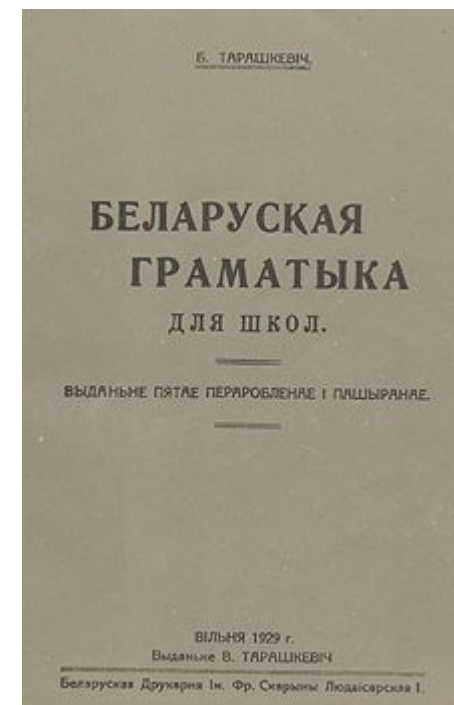 Б. ТАРАШКЕВІЧ.
БЕЛАРУСКАЯ
ГРАМАТЫКА
ДЛЯ ШКОЛ.
ВЫДАНЬНЕ ПЯТАЕ ПЕРАРОБЛЕНАЕ І ПАШЫРАНАЕ.
ВІЛЬНЯ 1929 г.
Выданьне В. ТАРАШКЕВІЧ
Беларуская Друкарня Ім. Фр. Скарыны Людвісарская 1.